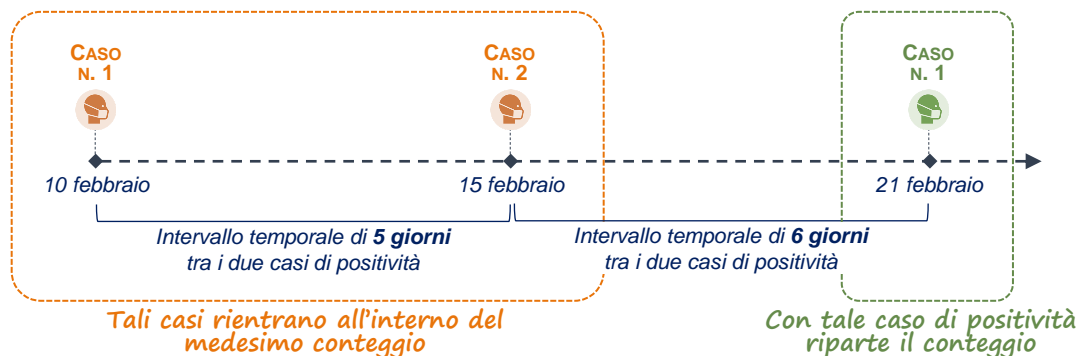 CASO
N. 1
CASO
N. 2
CASO
N. 1
10 febbraio
15 febbraio
21 febbraio
Intervallo temporale di 5 giorni
tra i due casi di positività
Intervallo temporale di 6 giorni
tra i due casi di positività
Tali casi rientrano all'interno del
medesimo conteggio
Con tale caso di positività
riparte il conteggio